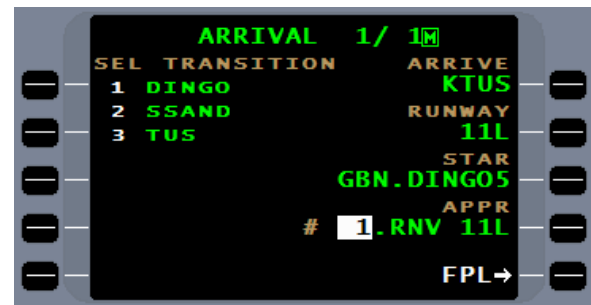 ARRIVAL 1/ 1M
SEL TRANSITION ARRIVE
1 DINGO KTUS
2 SSAND RUNWAY
3 TUS 11L
STAR
GBN.DINGO5
APPR
# 1.RNV 11L
FPL→